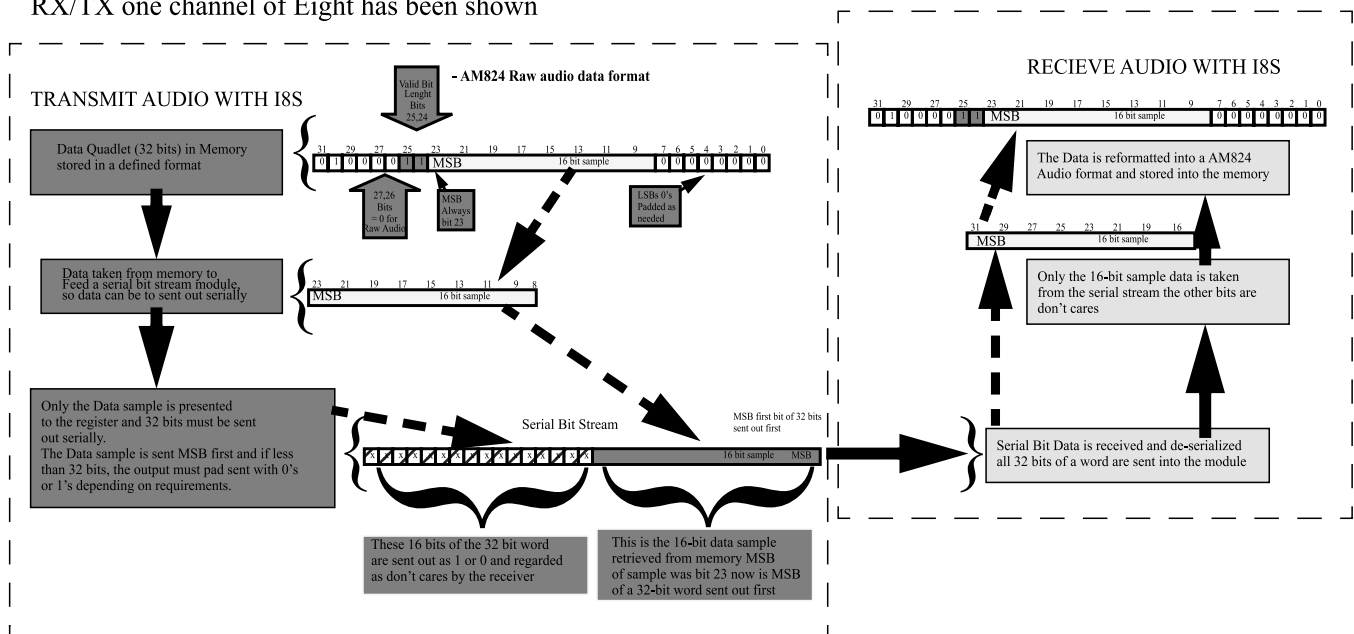 RX/TX one channel of Eight has been shown
TRANSMIT AUDIO WITH I8S
- AM824 Raw audio data format
Valid Bit
Lenght
Bits
25,24
Data Quadlet (32 bits) in Memory
stored in a defined format
31 29 27 25 23 21 19 17 15 13 11 9 7 6 5 4 3 2 1 0
0 1 0 0 0 0 1 1 MSB 16 bit sample 0 0 0 0 0 0 0 0
27,26
Bits
= 0 for
Raw Audio
MSB
Always
bit 23
LSBs 0's
Padded as
needed
Data taken from memory to
Feed a serial bit stream module,
so data can be to sent out serially
23 21 19 17 15 13 11 9 8
MSB 16 bit sample
Only the Data sample is presented
to the register and 32 bits must be sent
out serially.
The Data sample is sent MSB first and if less
than 32 bits, the output must pad sent with 0's
or 1's depending on requirements.
Serial Bit Stream
MSB first bit of 32 bits
sent out first
x x x x x x x x x x x x x x x x 16 bit sample MSB
These 16 bits of the 32 bit word
are sent out as 1 or 0 and regarded
as don't cares by the receiver
This is the 16-bit data sample
retrieved from memory MSB
of sample was bit 23 now is MSB
of a 32-bit word sent out first
RECIEVE AUDIO WITH I8S
31 29 27 25 23 21 19 17 15 13 11 9 7 6 5 4 3 2 1 0
0 1 0 0 0 0 1 1 MSB 16 bit sample 0 0 0 0 0 0 0 0
The Data is reformatted into a AM824
Audio format and stored into the memory
31 29 27 25 23 21 19 16
MSB 16 bit sample
Only the 16-bit sample data is taken
from the serial stream the other bits are
don't cares
Serial Bit Data is received and de-serialized
all 32 bits of a word are sent into the module